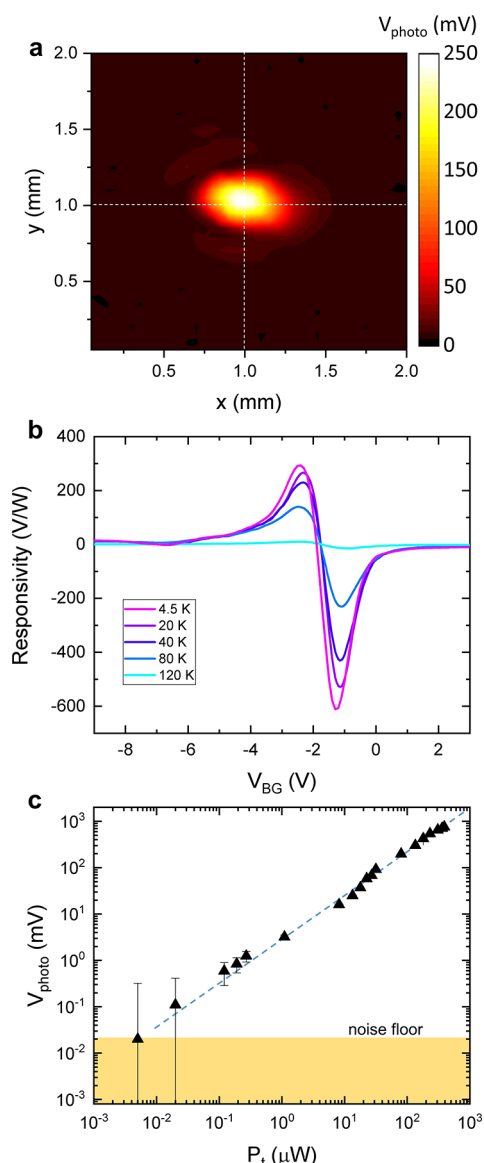 V_photo (mV)
a
2.0
250
200
1.5
150
y (mm)
1.0
100
0.5
50
0
0.5 1.0 1.5 2.0
x (mm)
b
400
200
0
-200
-400
-600
Responsivity (V/W)
4.5 K
20 K
40 K
80 K
120 K
-8 -6 -4 -2 0 2
V_BG (V)
c
10^3
10^2
10^1
10^0
10^-1
10^-2
10^-3
V_photo (mV)
noise floor
10^-3 10^-2 10^-1 10^0 10^1 10^2 10^3
P_t (μW)